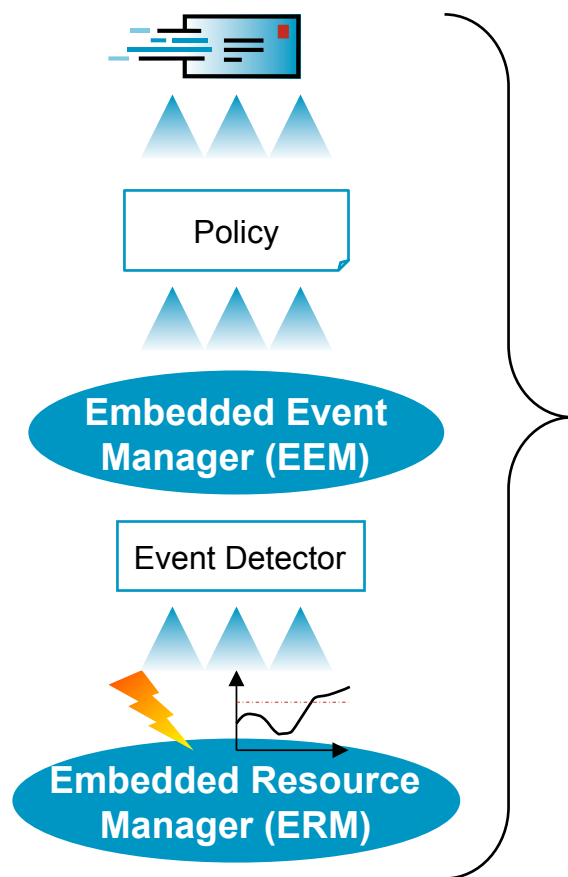 Policy
Embedded Event
Manager (EEM)
Event Detector
Embedded Resource
Manager (ERM)